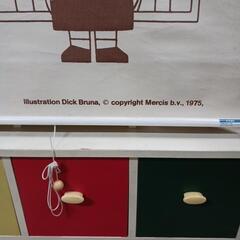 Illustration Dick Bruna, © copyright Mercis b.v., 1975,